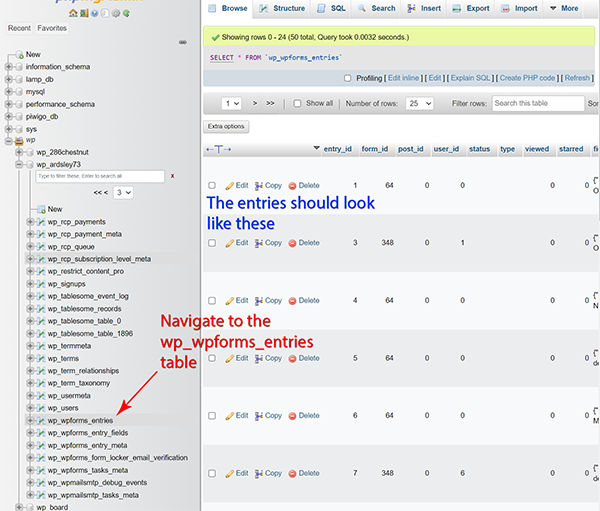 Recent Favorites
New
information_schema
lamp_db
mysql
performance_schema
piwigo_db
sys
wp
wp_286chestnut
wp_ardsley73
Type to filter these, Enter to search all x
<< < 3
New
wp_rcp_payments
wp_rcp_payment_meta
wp_rcp_queue
wp_rcp_subscription_level_meta
wp_restrict_content_pro
wp_signups
wp_tablesome_event_log
wp_tablesome_records
wp_tablesome_table_0
wp_tablesome_table_1896
wp_termmeta
wp_terms
wp_term_relationships
wp_term_taxonomy
wp_usermeta
wp_users
wp_wpforms_entries
wp_wpforms_entry_fields
wp_wpforms_entry_meta
wp_wpforms_form_locker_email_verification
wp_wpforms_tasks_meta
wp_wpmailsmtp_debug_events
wp_wpmailsmtp_tasks_meta
wp_board
Navigate to the
wp_wpforms_entries
table
Browse Structure SQL Search Insert Export Import More
Showing rows 0 - 24 (50 total, Query took 0.0032 seconds.)
SELECT * FROM `wp_wpforms_entries`
Profiling [ Edit inline ] [ Edit ] [ Explain SQL ] [ Create PHP code ] [ Refresh ]
1 > >> Show all Number of rows: 25 Filter rows: Search this table Sor
Extra options
←T→ entry_id form_id post_id user_id status type viewed starred fi
Edit Copy Delete 1 64 0 0 0 0 {"
O
The entries should look
like these
Edit Copy Delete 3 348 0 1 0 0 {"
O
Edit Copy Delete 4 64 0 0 0 0 {"
N
Edit Copy Delete 5 64 0 0 0 0 {"
de
Edit Copy Delete 6 64 0 0 0 0 {"
M
Edit Copy Delete 7 348 0 6 0 0 {"
de